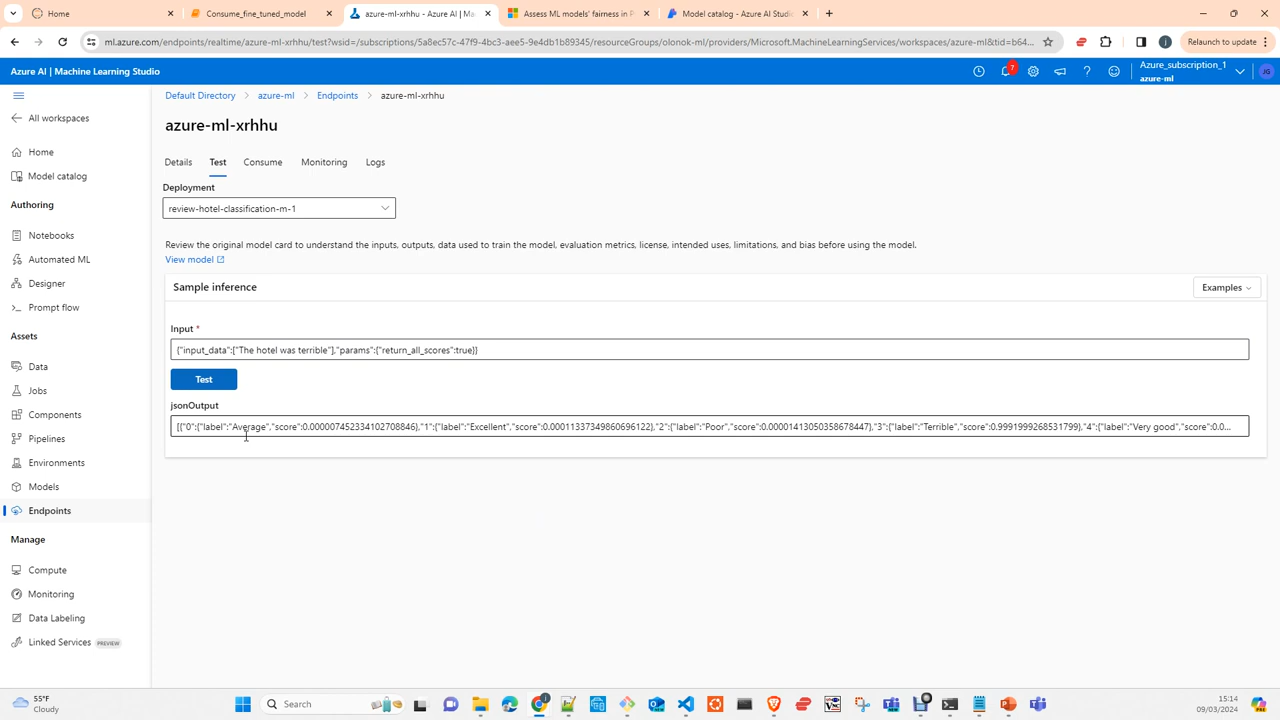 Home
Consume_fine_tuned_model
azure-ml-xrhhu - Azure AI | Ma
Assess ML models' fairness in P
Model catalog - Azure AI Studio
ml.azure.com/endpoints/realtime/azure-ml-xrhhu/test?wsid=/subscriptions/5a8ec57c-47f9-4bc3-aee5-9e4db1b89345/resourceGroups/olonok-ml/providers/Microsoft.MachineLearningServices/workspaces/azure-ml&tid=b64...
Relaunch to update
Azure AI | Machine Learning Studio
7
Azure_subscription_1
azure-ml
JG
All workspaces
Home
Model catalog
Authoring
Notebooks
Automated ML
Designer
Prompt flow
Assets
Data
Jobs
Components
Pipelines
Environments
Models
Endpoints
Manage
Compute
Monitoring
Data Labeling
Linked Services PREVIEW
Default Directory > azure-ml > Endpoints > azure-ml-xrhhu
azure-ml-xrhhu
Details Test Consume Monitoring Logs
Deployment
review-hotel-classification-m-1
Review the original model card to understand the inputs, outputs, data used to train the model, evaluation metrics, license, intended uses, limitations, and bias before using the model.
View model
Sample inference
Examples
Input *
{"input_data":["The hotel was terrible"],"params":{"return_all_scores":true}}
Test
jsonOutput
[{"0":{"label":"Average","score":0.000007452334102708846},"1":{"label":"Excellent","score":0.00011337349860696122},"2":{"label":"Poor","score":0.00001413050358678447},"3":{"label":"Terrible","score":0.9991999268531799},"4":{"label":"Very good","score":0.0...
55°F
Cloudy
Search
15:14
09/03/2024